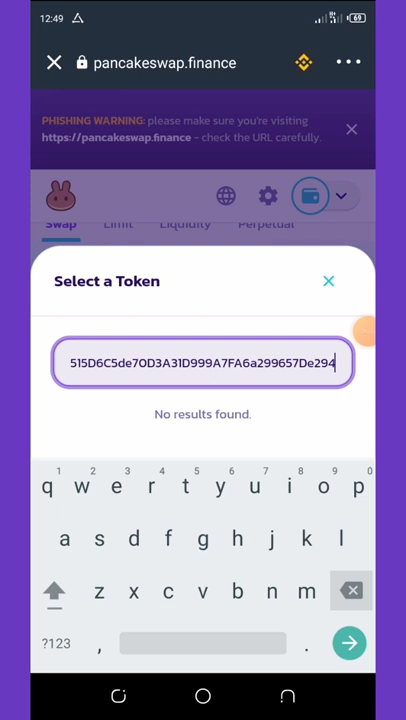 12:49
69
pancakeswap.finance
PHISHING WARNING: please make sure you're visiting
https://pancakeswap.finance - check the URL carefully.
Swap Limit Liquidity Perpetual
Select a Token
515D6C5de70D3A31D999A7FA6a299657De294
No results found.
1 2 3 4 5 6 7 8 9 0
q w e r t y u i o p
a s d f g h j k l
z x c v b n m
?123 , .